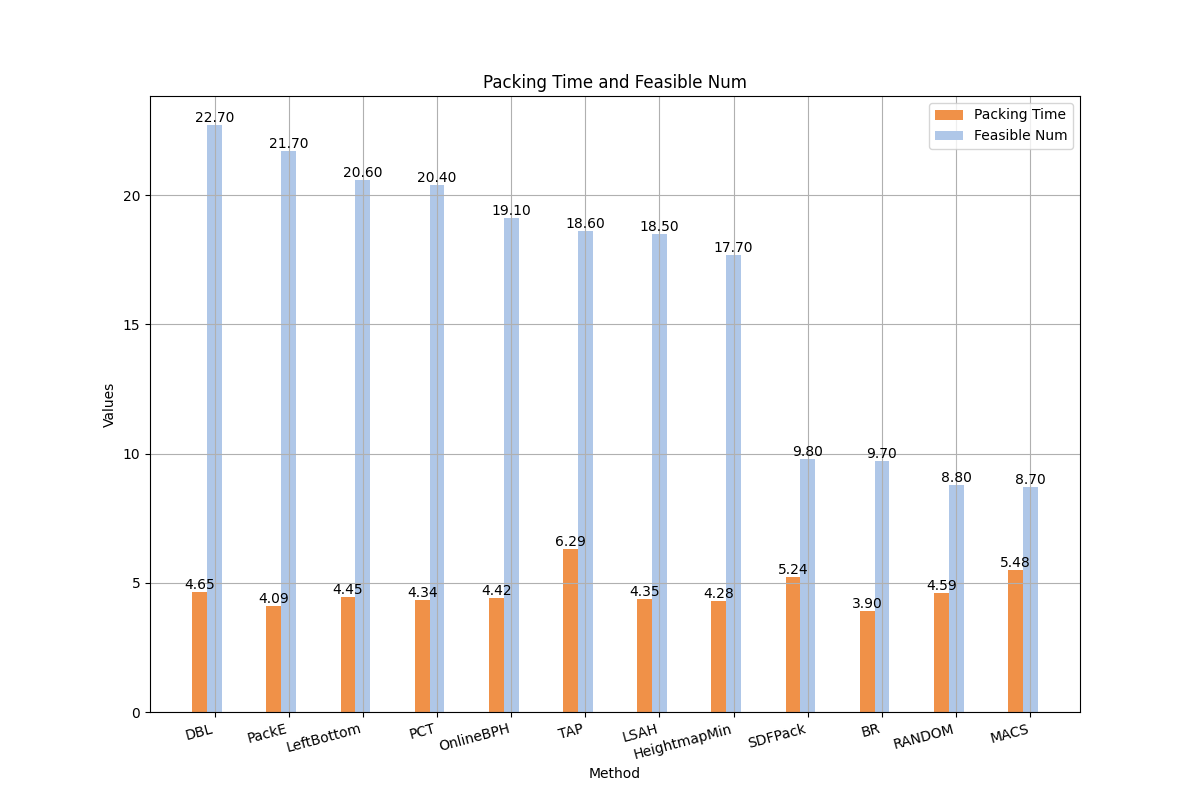 Packing Time and Feasible Num
Packing Time
Feasible Num
22.70
21.70
20.60
20.40
19.10
18.60
18.50
17.70
9.80
9.70
8.80
8.70
4.65
4.09
4.45
4.34
4.42
6.29
4.35
4.28
5.24
3.90
4.59
5.48
20
15
10
5
0
Values
DBL
PackE
LeftBottom
PCT
OnlineBPH
TAP
LSAH
HeightmapMin
SDFPack
BR
RANDOM
MACS
Method